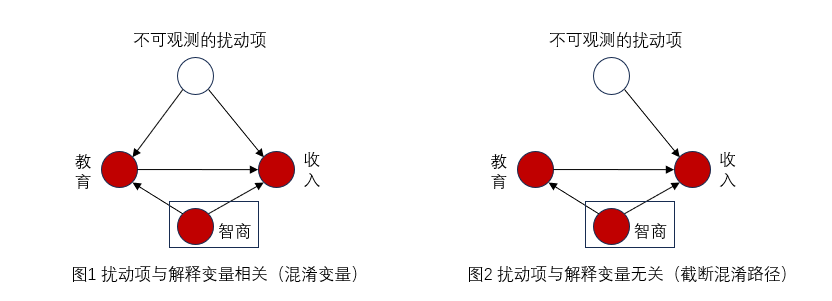 不可观测的扰动项
教育
收入
智商
图1 扰动项与解释变量相关（混淆变量）
不可观测的扰动项
教育
收入
智商
图2 扰动项与解释变量无关（截断混淆路径）